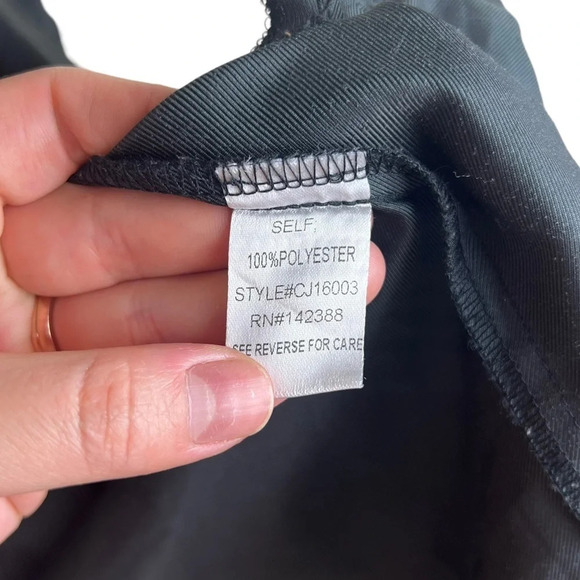 SELF,
100%POLYESTER
STYLE#CJ16003
RN#142388
SEE REVERSE FOR CARE